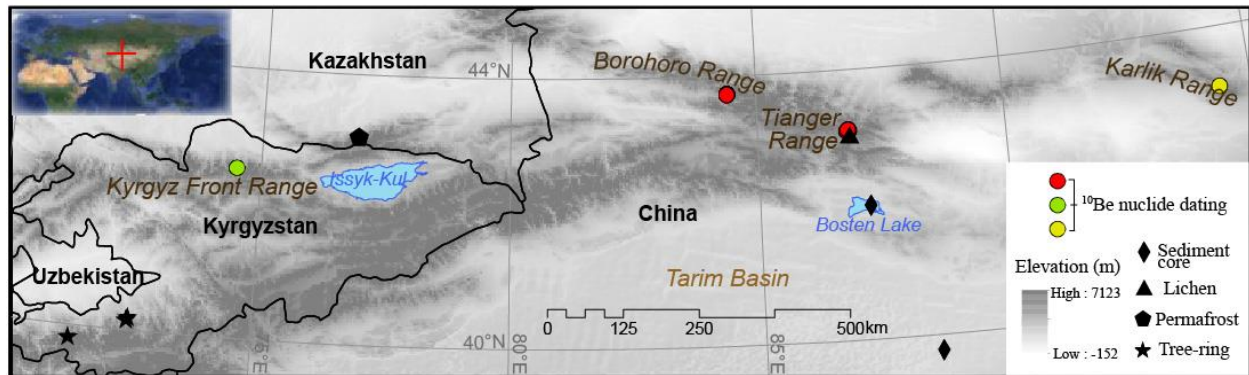 Kazakhstan
44°N
Borohoro Range
Karlik Range
Tianger
Range
Kyrgyz Front Range
Issyk-Kul
Kyrgyzstan
China
Bosten Lake
Uzbekistan
Tarim Basin
0 125 250 500km
40°N
75°E
80°E
85°E
¹⁰Be nuclide dating
Elevation (m)
High : 7123
Low : -152
Sediment
core
Lichen
Permafrost
Tree-ring